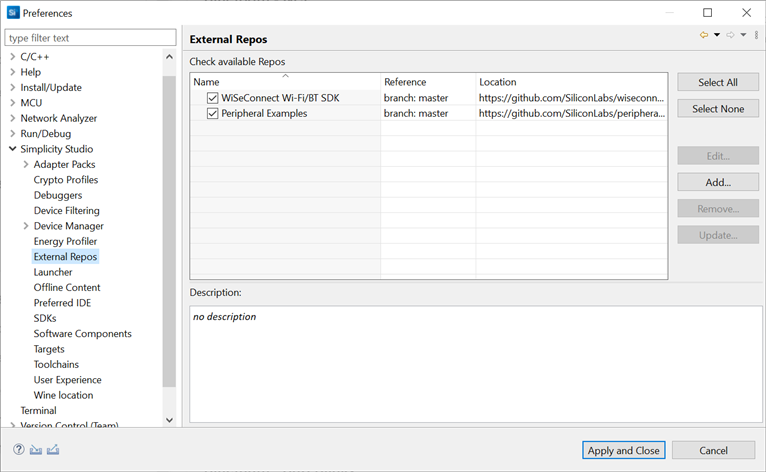 Si
Preferences
type filter text
C/C++
Help
Install/Update
MCU
Network Analyzer
Run/Debug
Simplicity Studio
Adapter Packs
Crypto Profiles
Debuggers
Device Filtering
Device Manager
Energy Profiler
External Repos
Launcher
Offline Content
Preferred IDE
SDKs
Software Components
Targets
Toolchains
User Experience
Wine location
Terminal
Version Control (Team)
External Repos
Check available Repos
Name Reference Location
WiSeConnect Wi-Fi/BT SDK branch: master https://github.com/SiliconLabs/wiseconn...
Peripheral Examples branch: master https://github.com/SiliconLabs/periphera...
Select All
Select None
Edit...
Add...
Remove...
Update...
Description:
no description
Apply and Close
Cancel